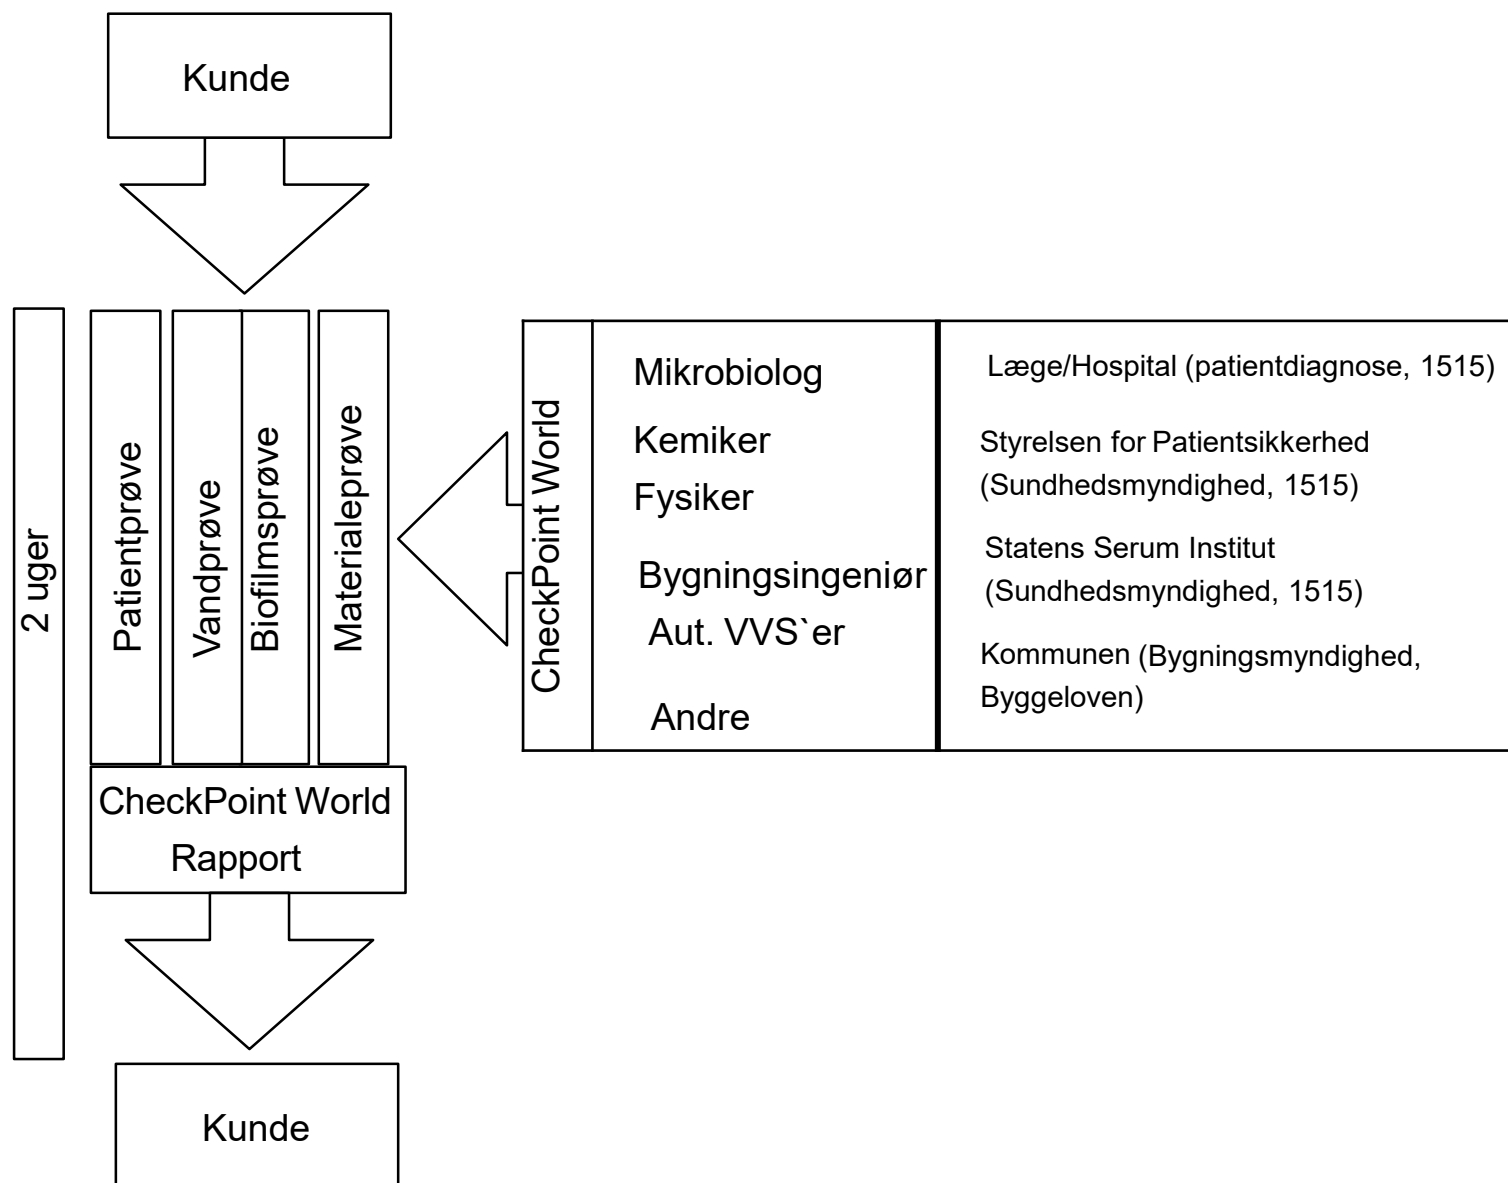 Kunde
2 uger
Patientprøve
Vandprøve
Biofilmsprøve
Materialeprøve
CheckPoint World
Mikrobiolog
Kemiker
Fysiker
Bygningsingeniør
Aut. VVS`er
Andre
Læge/Hospital (patientdiagnose, 1515)
Styrelsen for Patientsikkerhed
(Sundhedsmyndighed, 1515)
Statens Serum Institut
(Sundhedsmyndighed, 1515)
Kommunen (Bygningsmyndighed,
Byggeloven)
CheckPoint World
Rapport
Kunde